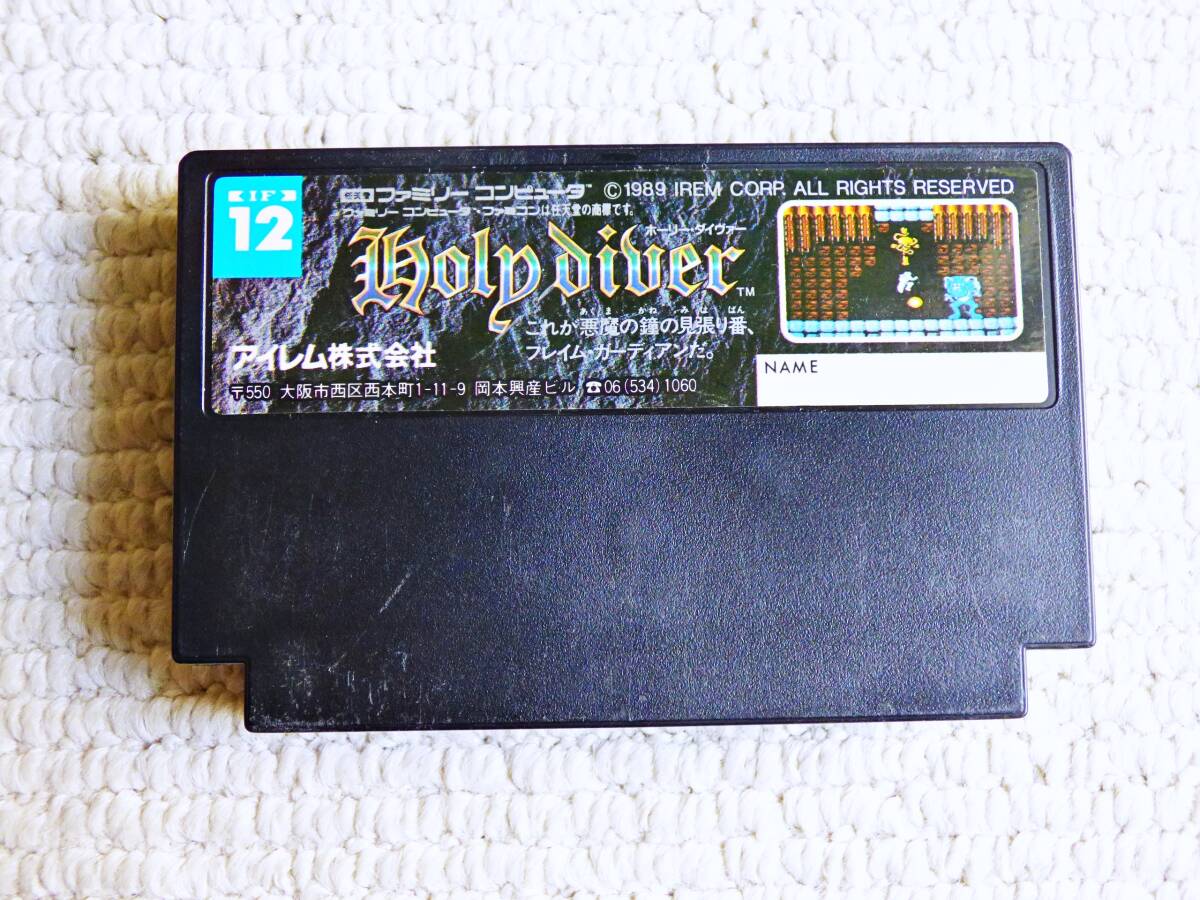 IF
12
ファミリー コンピュータ™ ©1989 IREM CORP. ALL RIGHTS RESERVED
ファミリー コンピュータ・ファミコンは任天堂の商標です。
ホーリー・ダイヴァー
Holy diver™
あくま かね みは ばん
これが悪魔の鐘の見張り番、
フレイム・ガーディアンだ。
アイレム株式会社
〒550 大阪市西区西本町1-11-9 岡本興産ビル ☎06(534)1060
NAME